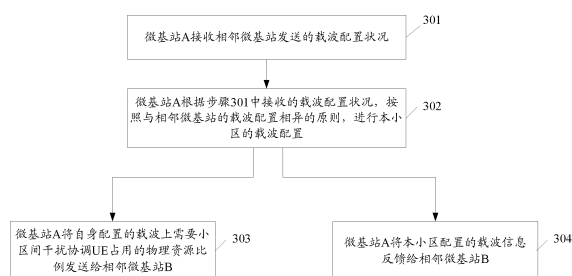 微基站A接收相邻微基站发送的载波配置状况
301
微基站A根据步骤301中接收的载波配置状况，按
照与相邻微基站的载波配置相异的原则，进行本小
区的载波配置
302
微基站A将自身配置的载波上需要小
区间干扰协调UE占用的物理资源比
例发送给相邻微基站B
303
微基站A将本小区配置的载波信息
反馈给相邻微基站B
304